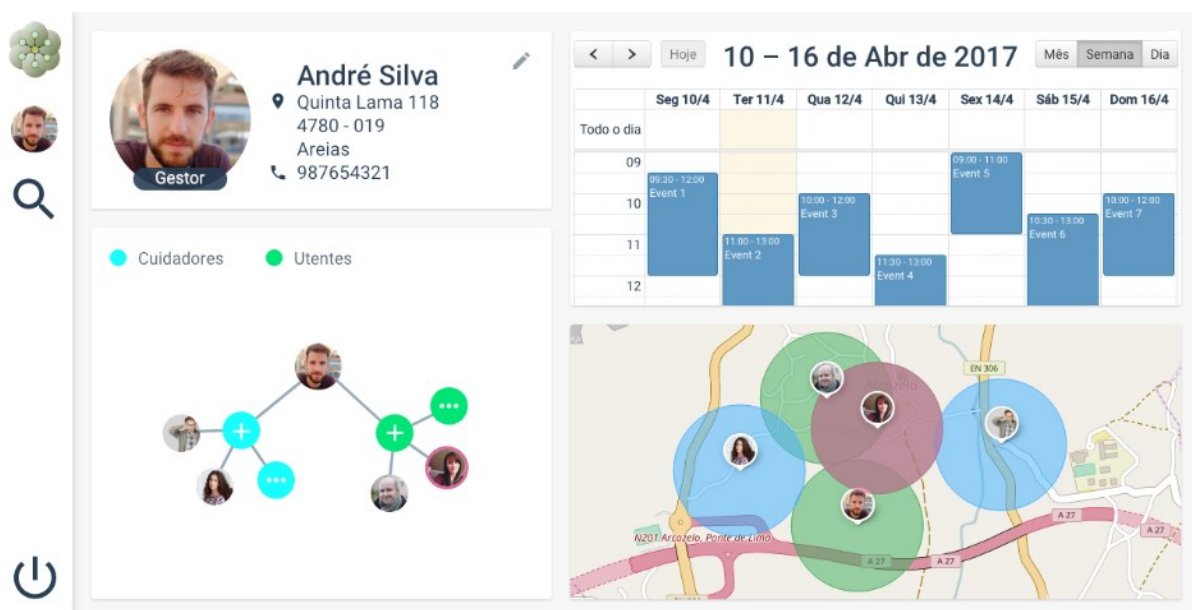 André Silva
Quinta Lama 118
4780 - 019
Areias
987654321
Gestor
Cuidadores
Utentes
Hoje
10 – 16 de Abr de 2017
Mês Semana Dia
Seg 10/4 Ter 11/4 Qua 12/4 Qui 13/4 Sex 14/4 Sáb 15/4 Dom 16/4
Todo o dia
09
10
11
12
09:30 - 12:00
Event 1
11:00 - 13:00
Event 2
10:00 - 12:00
Event 3
11:30 - 13:00
Event 4
09:00 - 11:00
Event 5
10:30 - 13:00
Event 6
10:00 - 12:00
Event 7
EN 306
Arcozelo
N201 Arcozelo, Ponte de Lima
A 27
A 27
A 27
A 27